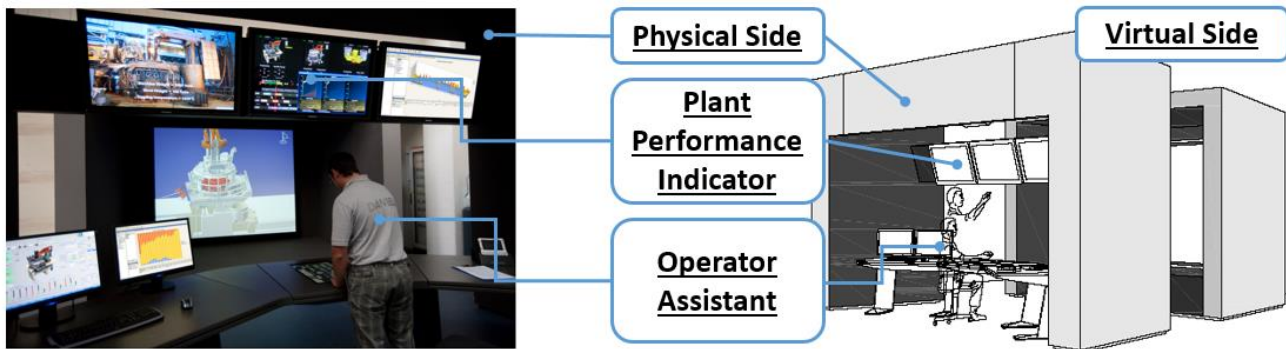 Physical Side
Virtual Side
Plant
Performance
Indicator
Operator
Assistant